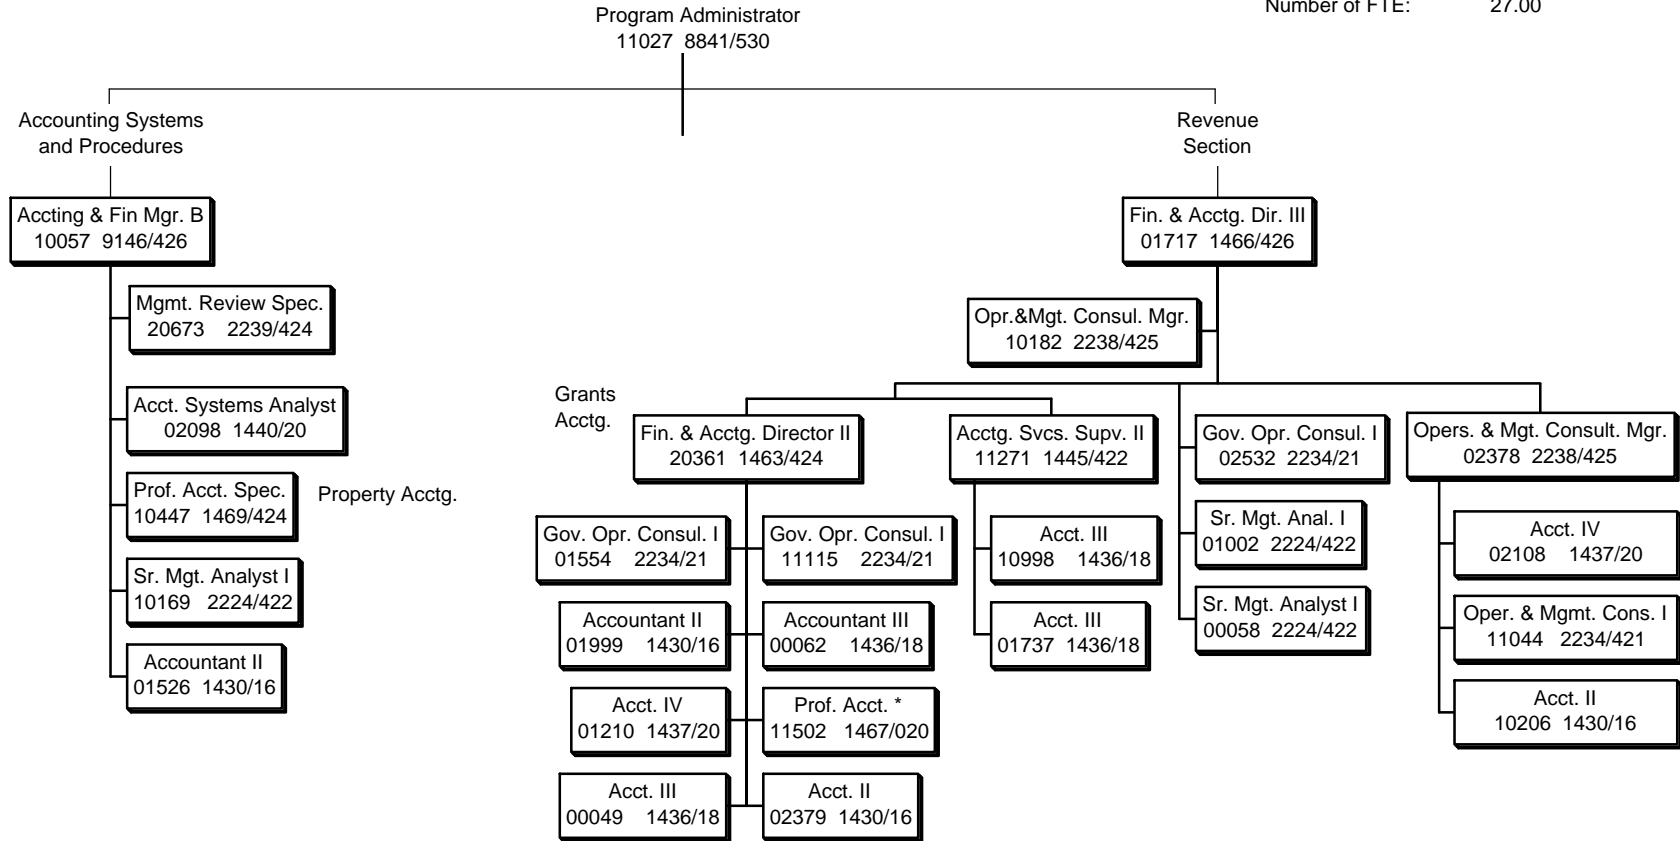 Number of FTE: 27.00
Program Administrator
11027 8841/530
Accounting Systems
and Procedures
Revenue
Section
Accting & Fin Mgr. B
10057 9146/426
Fin. & Acctg. Dir. III
01717 1466/426
Mgmt. Review Spec.
20673 2239/424
Opr.&Mgt. Consul. Mgr.
10182 2238/425
Acct. Systems Analyst
02098 1440/20
Prof. Acct. Spec.
10447 1469/424
Property Acctg.
Sr. Mgt. Analyst I
10169 2224/422
Accountant II
01526 1430/16
Grants
Acctg.
Fin. & Acctg. Director II
20361 1463/424
Gov. Opr. Consul. I
01554 2234/21
Gov. Opr. Consul. I
11115 2234/21
Accountant II
01999 1430/16
Accountant III
00062 1436/18
Acct. IV
01210 1437/20
Prof. Acct. *
11502 1467/020
Acct. III
00049 1436/18
Acct. II
02379 1430/16
Acctg. Svcs. Supv. II
11271 1445/422
Acct. III
10998 1436/18
Acct. III
01737 1436/18
Gov. Opr. Consul. I
02532 2234/21
Sr. Mgt. Anal. I
01002 2224/422
Sr. Mgt. Analyst I
00058 2224/422
Opers. & Mgt. Consult. Mgr.
02378 2238/425
Acct. IV
02108 1437/20
Oper. & Mgmt. Cons. I
11044 2234/421
Acct. II
10206 1430/16